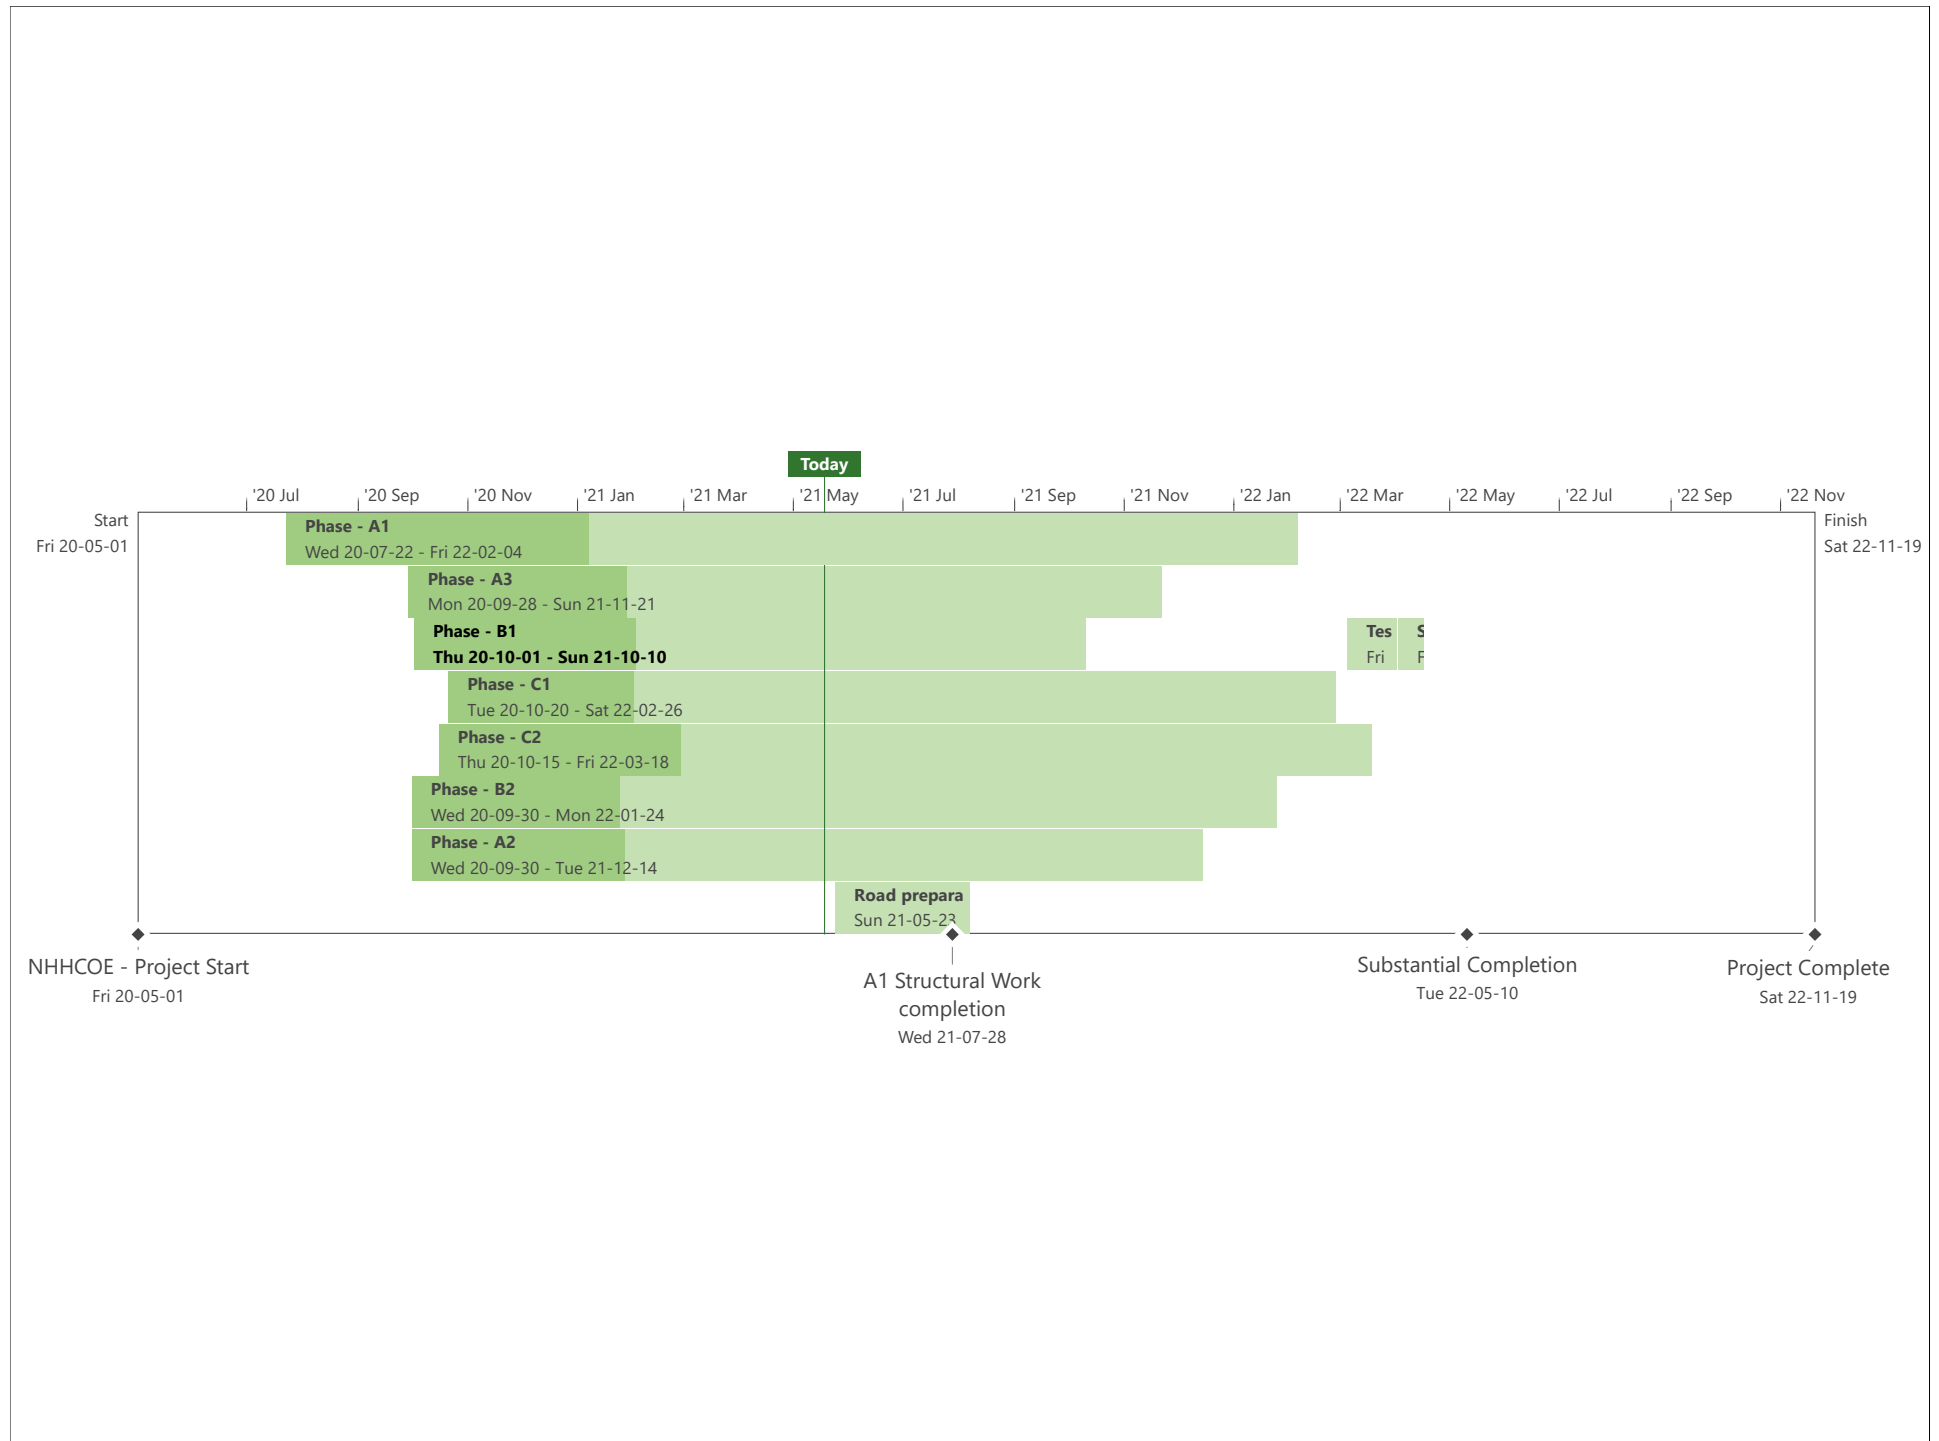 Today
'20 Jul '20 Sep '20 Nov '21 Jan '21 Mar '21 May '21 Jul '21 Sep '21 Nov '22 Jan '22 Mar '22 May '22 Jul '22 Sep '22 Nov
Start
Fri 20-05-01
Finish
Sat 22-11-19
Phase - A1
Wed 20-07-22 - Fri 22-02-04
Phase - A3
Mon 20-09-28 - Sun 21-11-21
Phase - B1
Thu 20-10-01 - Sun 21-10-10
Tes
Fri
S
F
Phase - C1
Tue 20-10-20 - Sat 22-02-26
Phase - C2
Thu 20-10-15 - Fri 22-03-18
Phase - B2
Wed 20-09-30 - Mon 22-01-24
Phase - A2
Wed 20-09-30 - Tue 21-12-14
Road prepara
Sun 21-05-23
NHHCOE - Project Start
Fri 20-05-01
A1 Structural Work
completion
Wed 21-07-28
Substantial Completion
Tue 22-05-10
Project Complete
Sat 22-11-19